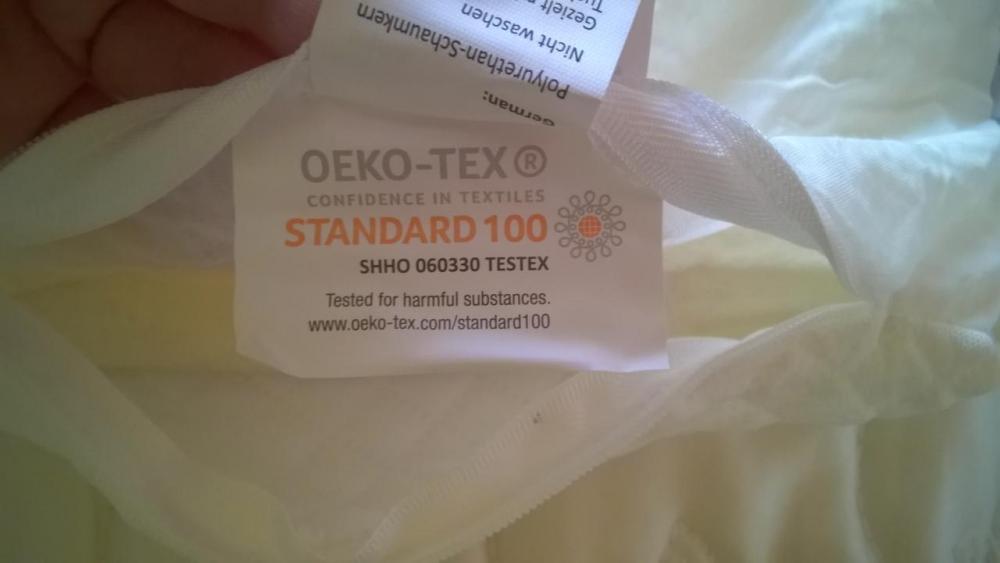 German:
Polyurethan-Schaumkern
Nicht waschen
Gezielt
OEKO-TEX®
CONFIDENCE IN TEXTILES
STANDARD 100
SHHO 060330 TESTEX
Tested for harmful substances.
www.oeko-tex.com/standard100